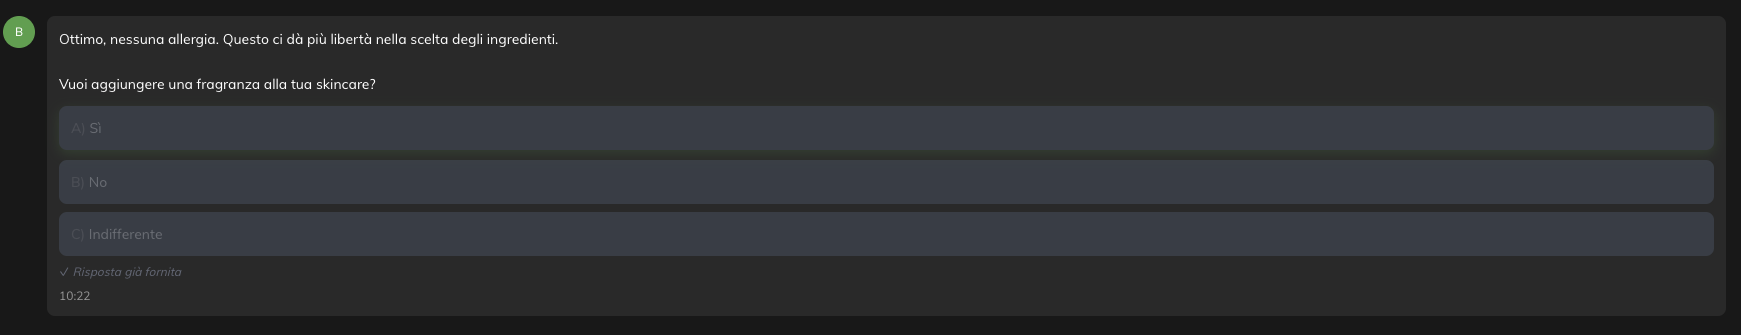 B
Ottimo, nessuna allergia. Questo ci dà più libertà nella scelta degli ingredienti.
Vuoi aggiungere una fragranza alla tua skincare?
A) Sì
B) No
C) Indifferente
✓ Risposta già fornita
10:22